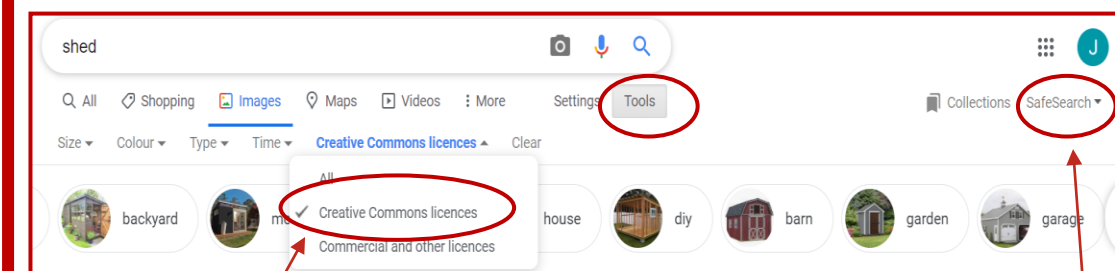 shed
J
All Shopping Images Maps Videos More Settings Tools Collections SafeSearch
Size Colour Type Time Creative Commons licences Clear
All
Creative Commons licences
Commercial and other licences
backyard house diy barn garden garage